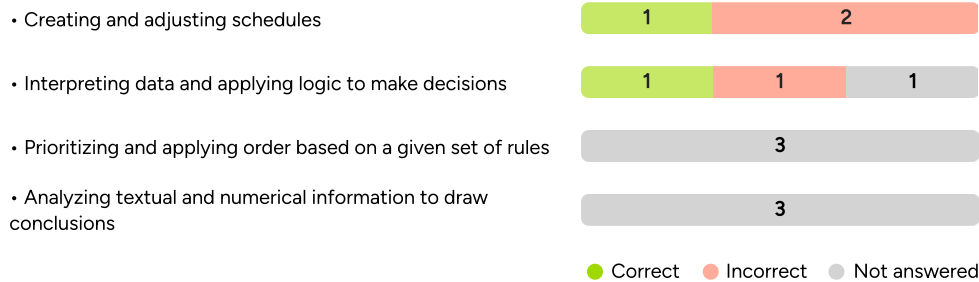 • Creating and adjusting schedules
1 2
• Interpreting data and applying logic to make decisions
1 1 1
• Prioritizing and applying order based on a given set of rules
3
• Analyzing textual and numerical information to draw
conclusions
3
Correct Incorrect Not answered